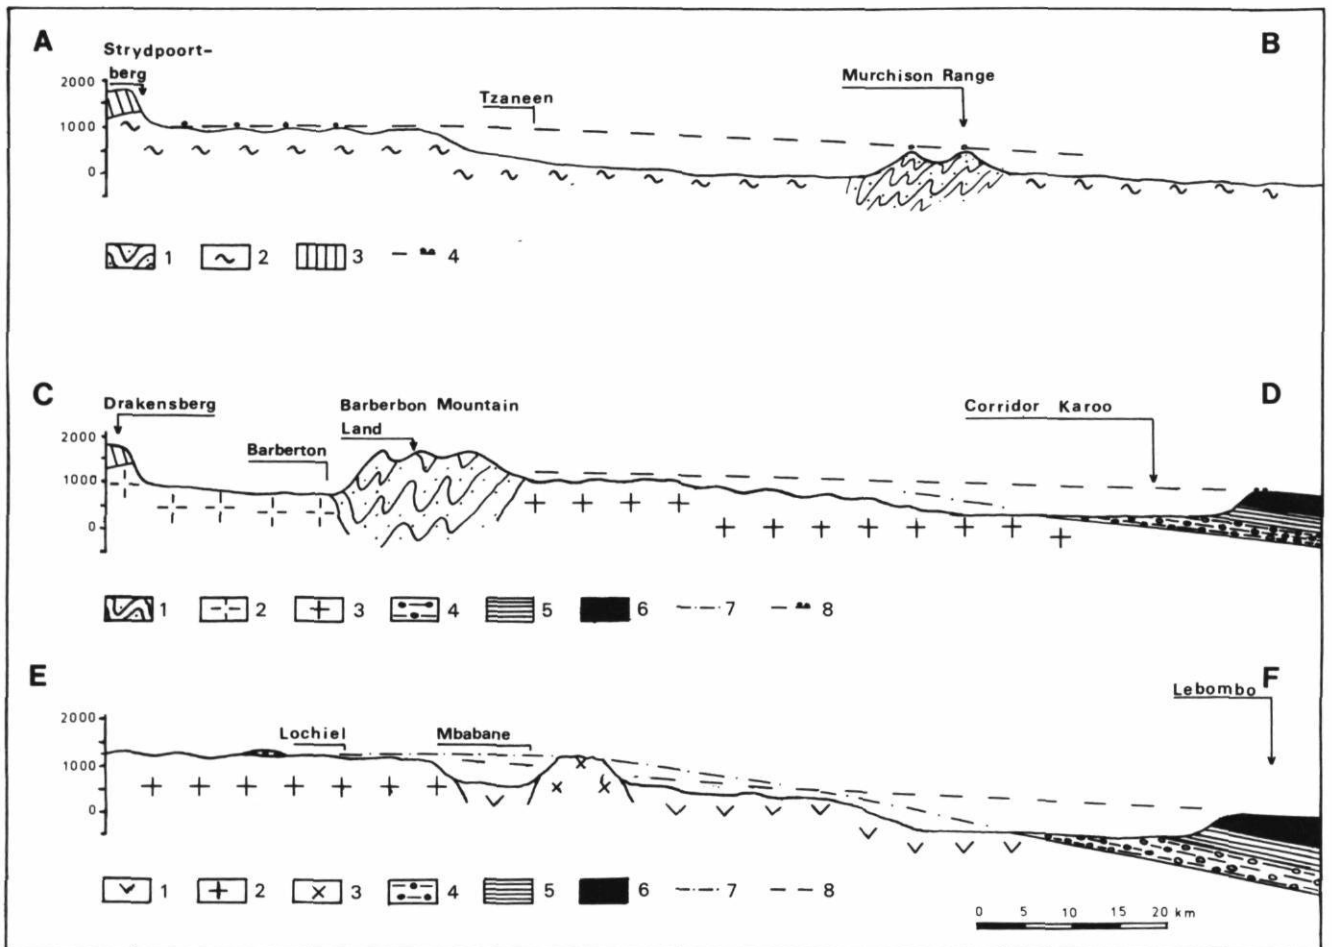 A
B
Strydpoort-
berg
Tzaneen
Murchison Range
2000
1000
0
1 2 3 4
C
D
Drakensberg
Barberton
Barberbon Mountain
Land
Corridor Karoo
2000
1000
0
1 2 3 4 5 6 7 8
E
F
Lebombo
Lochiel
Mbabane
2000
1000
0
1 2 3 4 5 6 7 8
0 5 10 15 20 km